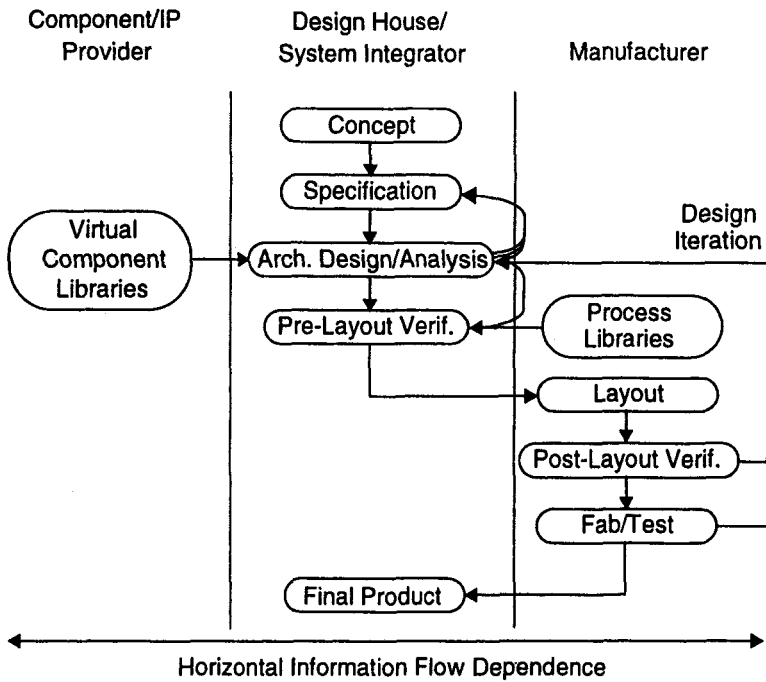 Component/IP
Provider
Design House/
System Integrator
Manufacturer
Concept
Specification
Virtual
Component
Libraries
Design
Iteration
Arch. Design/Analysis
Pre-Layout Verif.
Process
Libraries
Layout
Post-Layout Verif.
Fab/Test
Final Product
Horizontal Information Flow Dependence